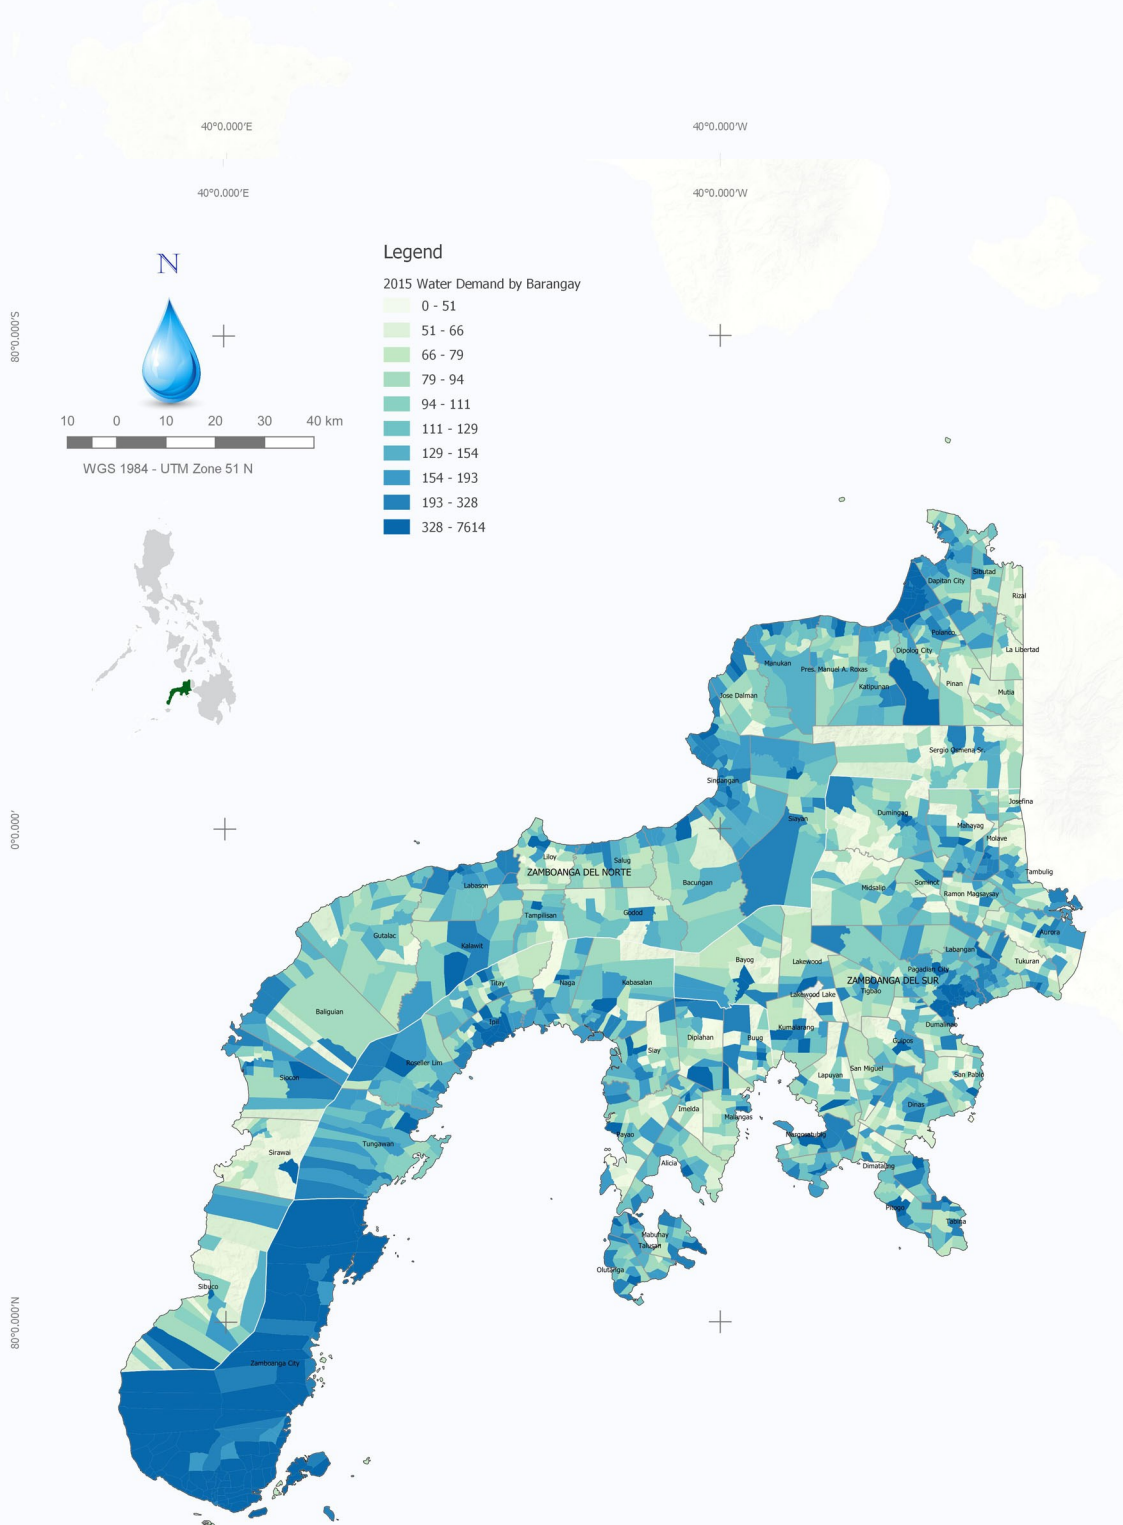 40°0.000'E
40°0.000'W
40°0.000'E
40°0.000'W
N
Legend
2015 Water Demand by Barangay
0 - 51
51 - 66
66 - 79
79 - 94
94 - 111
111 - 129
129 - 154
154 - 193
193 - 328
328 - 7614
80°0.000'S
10 0 10 20 30 40 km
WGS 1984 - UTM Zone 51 N
Sibutad
Dapitan City
Rizal
Polanco
Dipolog City
La Libertad
Manukan
Pres. Manuel A. Roxas
Katipunan
Pinan
Mutia
Jose Dalman
Sergio Osmena Sr.
Sindangan
Josefina
Dumingag
Siayan
Mahayag
Molave
0°0.000'
Liloy
Salug
ZAMBOANGA DEL NORTE
Tambulig
Bacungan
Labason
Sominot
Midsalip
Ramon Magsaysay
Tampilisan
Godod
Aurora
Gutalac
Kalawit
Labangan
Bayog
Lakewood
Tukuran
Pagadian City
ZAMBOANGA DEL SUR
Titay
Naga
Kabasalan
Tigbao
Lakewood Lake
Baliguian
Ipil
Dumalinao
Kumalarang
Diplahan
Buug
Guipos
Siay
Roseller Lim
San Miguel
Lapuyan
San Pablo
Siocon
Dinas
Imelda
Malangas
Payao
Margosatubig
Tungawan
Sirawai
Alicia
Dimataling
Pitogo
Tabina
Mabuhay
Talusan
Olutanga
Sibuco
80°0.000'N
Zamboanga City